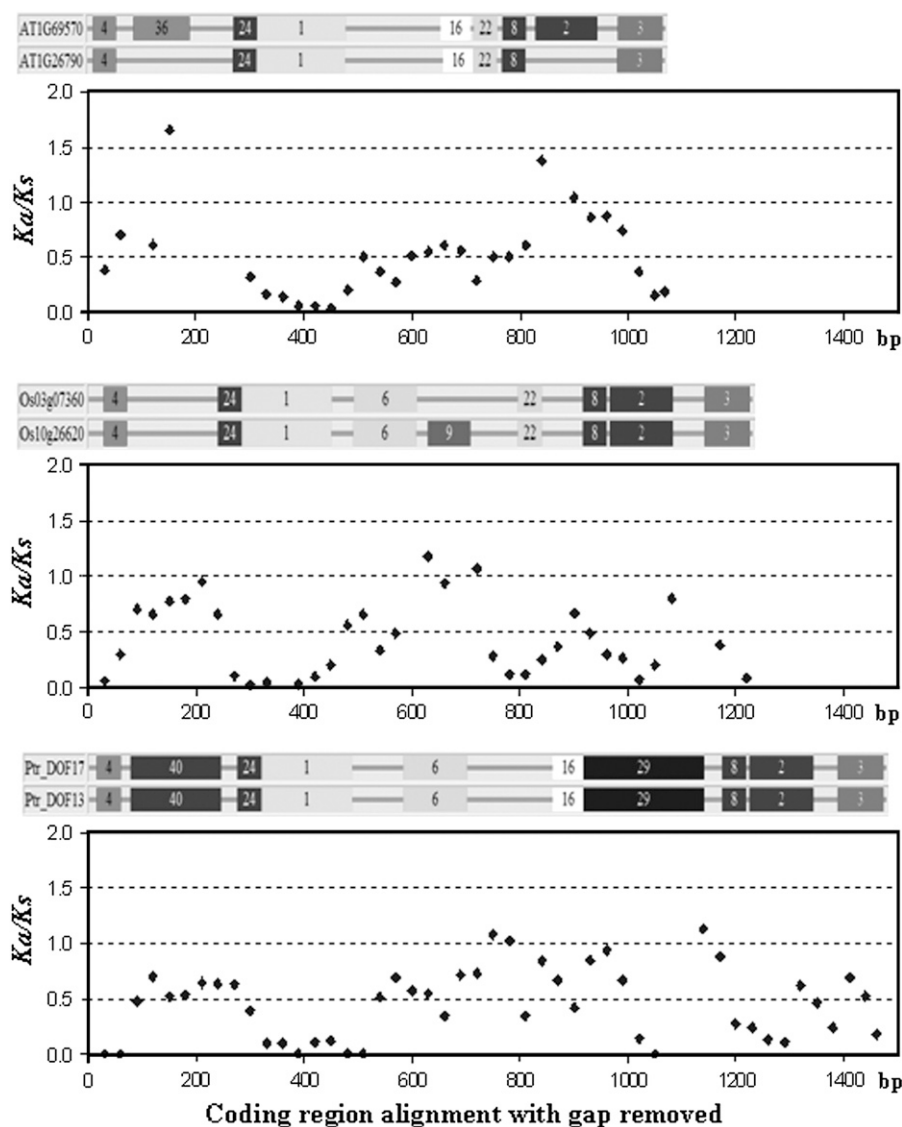 AT1G69570 4 36 24 1 16 22 8 2 3
AT1G26790 4 24 1 16 22 8 3
2.0
1.5
1.0
0.5
0.0
Ka/Ks
0 200 400 600 800 1000 1200 1400 bp
Os03g07360 4 24 1 6 22 8 2 3
Os10g26620 4 24 1 6 9 22 8 2 3
2.0
1.5
1.0
0.5
0.0
Ka/Ks
0 200 400 600 800 1000 1200 1400 bp
Ptr_DOF17 4 40 24 1 6 16 29 8 2 3
Ptr_DOF13 4 40 24 1 6 16 29 8 2 3
2.0
1.5
1.0
0.5
0.0
Ka/Ks
0 200 400 600 800 1000 1200 1400 bp
Coding region alignment with gap removed